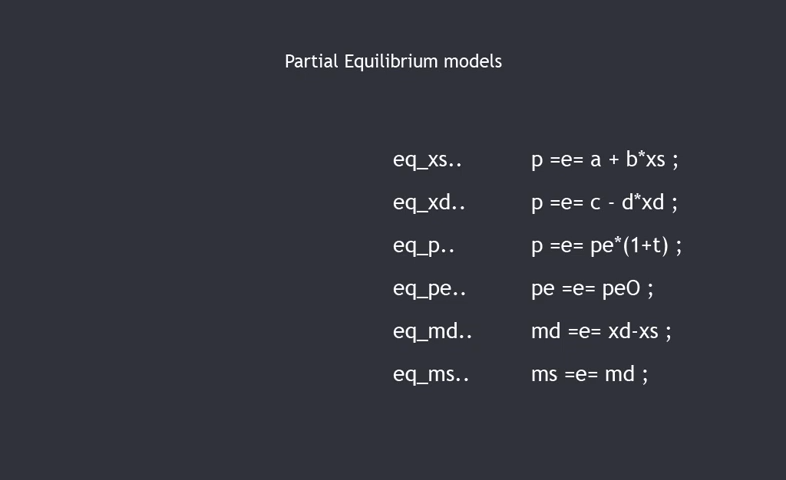 Partial Equilibrium models
eq_xs.. p =e= a + b*xs ;
eq_xd.. p =e= c - d*xd ;
eq_p.. p =e= pe*(1+t) ;
eq_pe.. pe =e= peO ;
eq_md.. md =e= xd-xs ;
eq_ms.. ms =e= md ;